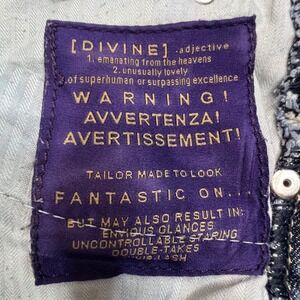 [DIVINE] -adjective
1. emanating from the heavens
2. unusually lovely
3.of superhuman or surpassing excellence
WARNING!
AVVERTENZA!
AVERTISSEMENT!
TAILOR MADE TO LOOK
FANTASTIC ON...
BUT MAY ALSO RESULT IN:
ENVIOUS GLANCES
UNCONTROLLABLE STARING
DOUBLE-TAKES
LASH